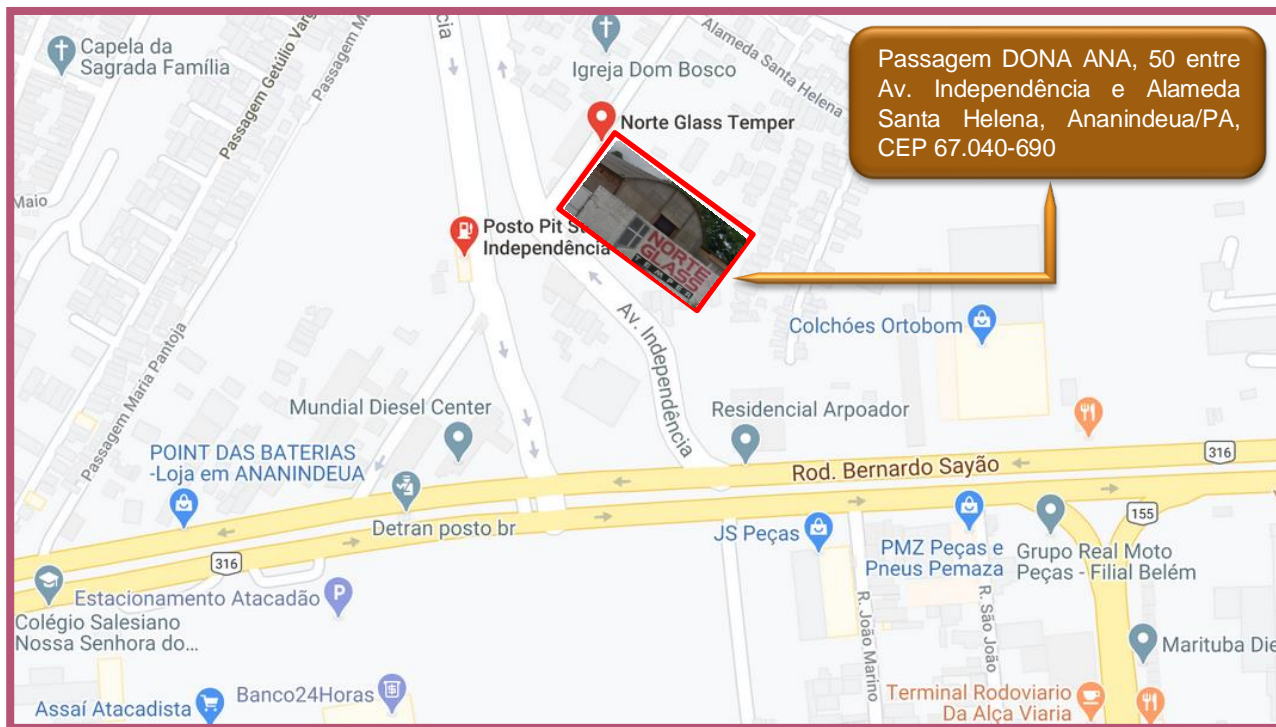 Capela da
Sagrada Família
Passagem Getúlio Varg
Passagem Ma
cia
Igreja Dom Bosco
Alameda Santa Helena
Passagem DONA ANA, 50 entre
Av. Independência e Alameda
Santa Helena, Ananindeua/PA,
CEP 67.040-690
Norte Glass Temper
Maio
Posto Pit St
Independência
NORTE
GLASS
TEMPER
Av. Independência
Colchões Ortobom
Passagem Maria Pantoja
Mundial Diesel Center
Residencial Arpoador
POINT DAS BATERIAS
-Loja em ANANINDEUA
Rod. Bernardo Sayão
316
Detran posto br
155
JS Peças
PMZ Peças e
Pneus Pemaza
Grupo Real Moto
Peças - Filial Belém
316
Estacionamento Atacadão
P
Colégio Salesiano
Nossa Senhora do...
R. João Marino
R. São João
Marituba Die
Banco24Horas
Assaí Atacadista
Terminal Rodoviario
Da Alça Viaria